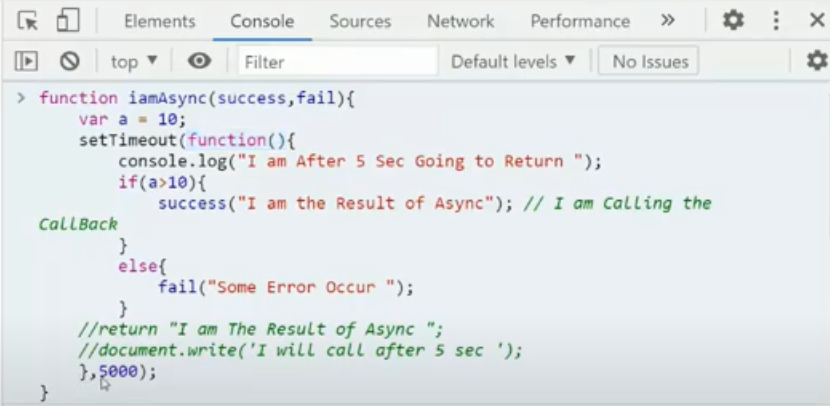 Elements Console Sources Network Performance »
top ▼ Filter Default levels ▼ No Issues
> function iamAsync(success,fail){
var a = 10;
setTimeout(function(){
console.log("I am After 5 Sec Going to Return ");
if(a>10){
success("I am the Result of Async"); // I am Calling the
CallBack
}
else{
fail("Some Error Occur ");
}
//return "I am The Result of Async ";
//document.write('I will call after 5 sec ');
},5000);
}